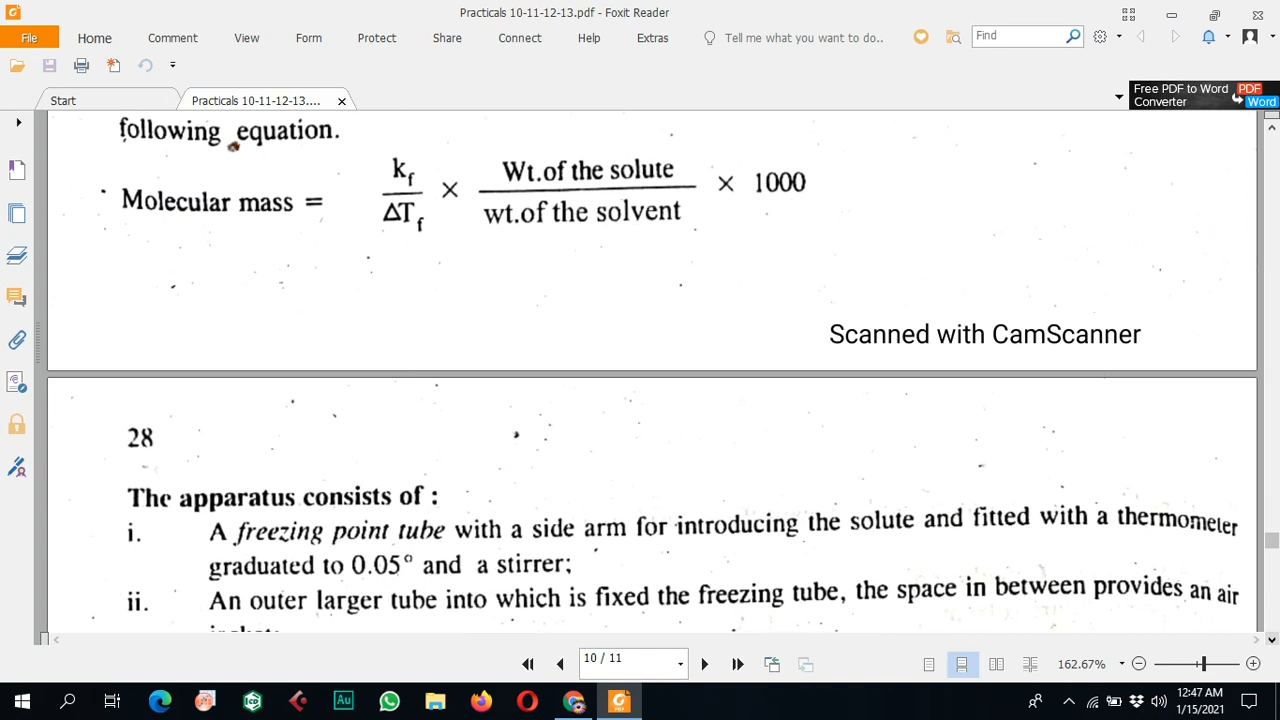 Practicals 10-11-12-13.pdf - Foxit Reader
File Home Comment View Form Protect Share Connect Help Extras Tell me what you want to do.. Find
Start Practicals 10-11-12-13.... Free PDF to Word Converter PDF Word
following equation.
Molecular mass = kf / ΔTf × Wt.of the solute / wt.of the solvent × 1000
Scanned with CamScanner
28
The apparatus consists of :
i. A freezing point tube with a side arm for introducing the solute and fitted with a thermometer
graduated to 0.05° and a stirrer;
ii. An outer larger tube into which is fixed the freezing tube, the space in between provides an air
10 / 11 162.67%
Au 12:47 AM
1/15/2021